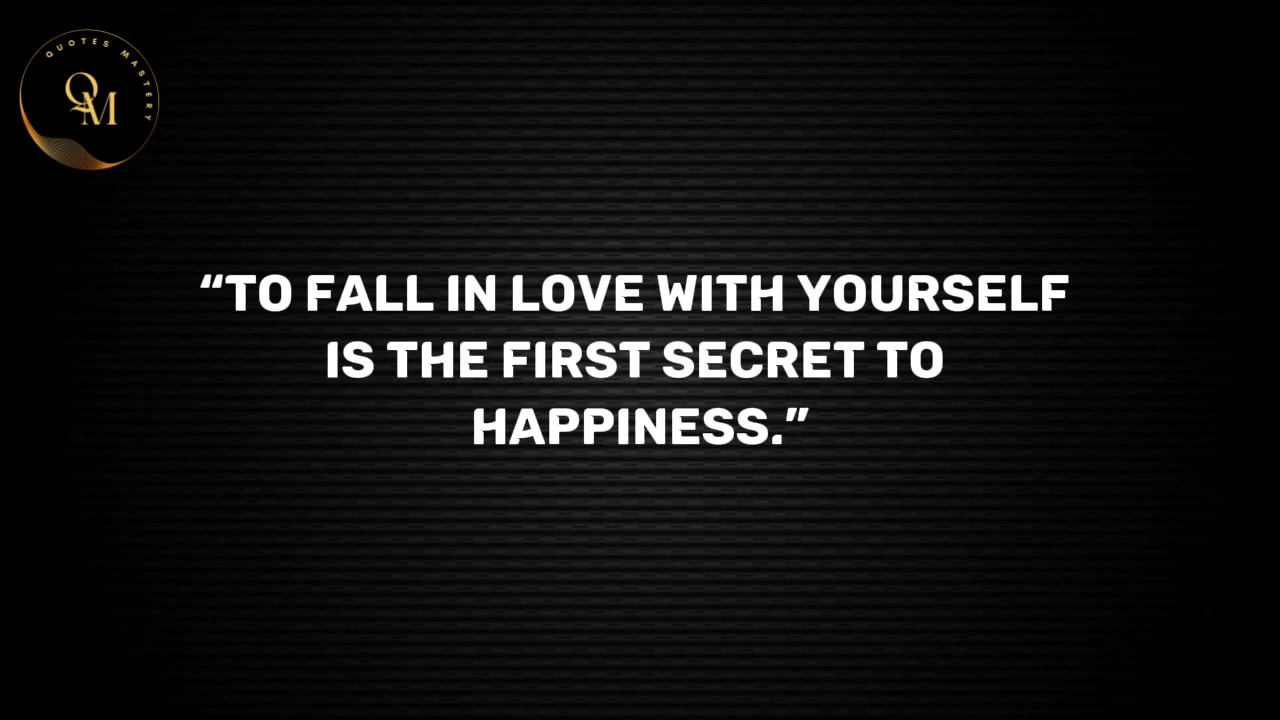 QUOTES MASTERY
QM
“TO FALL IN LOVE WITH YOURSELF
IS THE FIRST SECRET TO
HAPPINESS.”